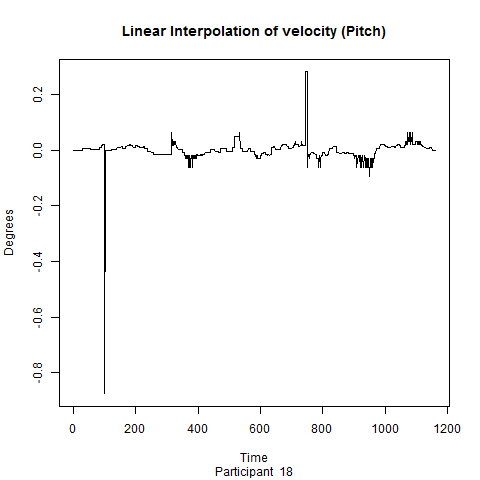 Linear Interpolation of velocity (Pitch)
Degrees
0.2
0.0
-0.2
-0.4
-0.6
-0.8
0 200 400 600 800 1000 1200
Time
Participant 18